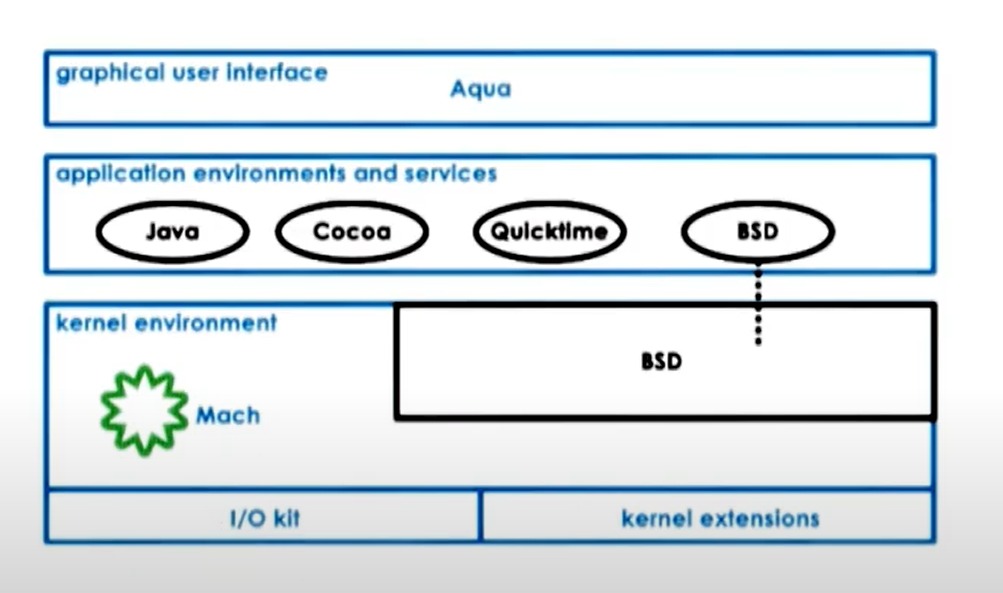 graphical user interface
Aqua
application environments and services
Java
Cocoa
Quicktime
BSD
kernel environment
BSD
Mach
I/O kit
kernel extensions